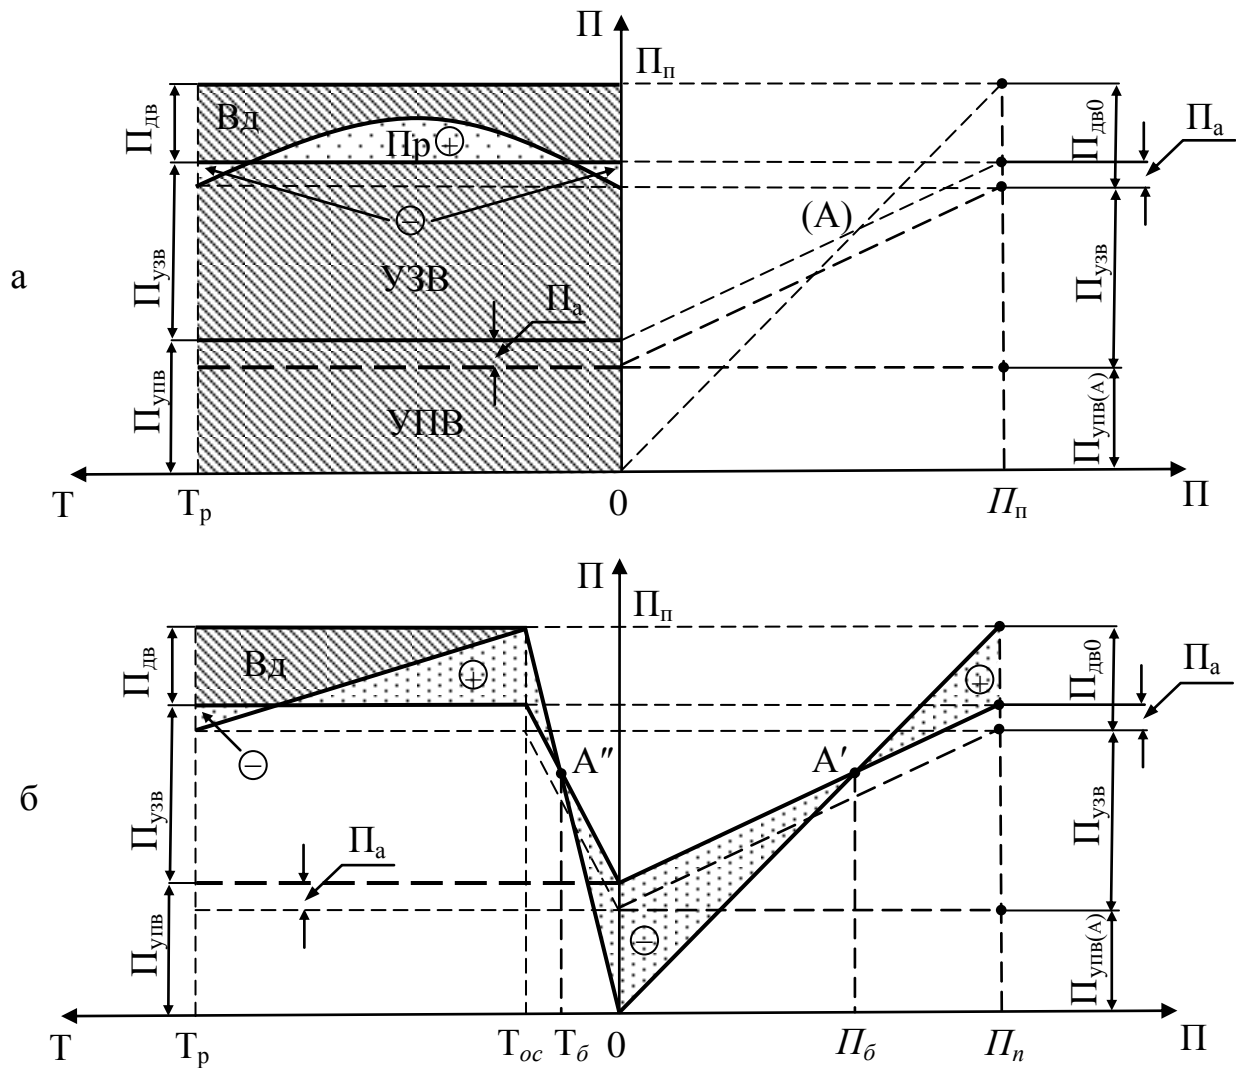 П
Пп
Пдв
Вд
Пр +
Пдв0
Па
(А)
−
Пузв
УЗВ
Па
Пузв
а
Пупв
УПВ
Пупв(А)
Т
Тр
0
Пп
П
П
Пп
Пдв
Вд
+
+
Пдв0
Па
−
А″
А′
б
Пузв
Па
Пузв
Пупв
−
Пупв(А)
Т
Тр
Тос
Тб
0
Пб
Пп
П